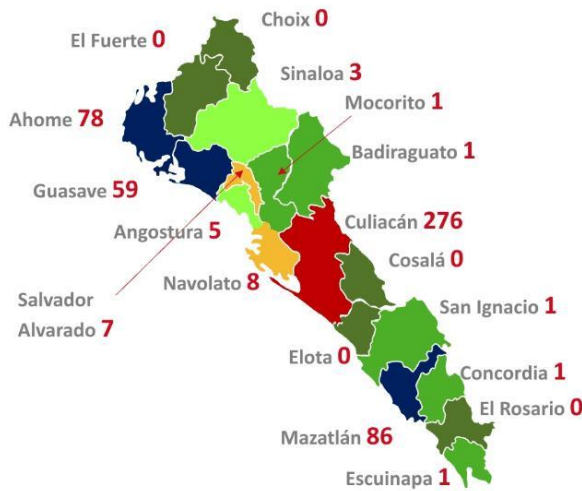 Choix 0
El Fuerte 0
Sinaloa 3
Mocorito 1
Ahome 78
Badiraguato 1
Guasave 59
Culiacán 276
Angostura 5
Cosalá 0
Navolato 8
Salvador
Alvarado 7
San Ignacio 1
Elota 0
Concordia 1
El Rosario 0
Mazatlán 86
Escuinapa 1